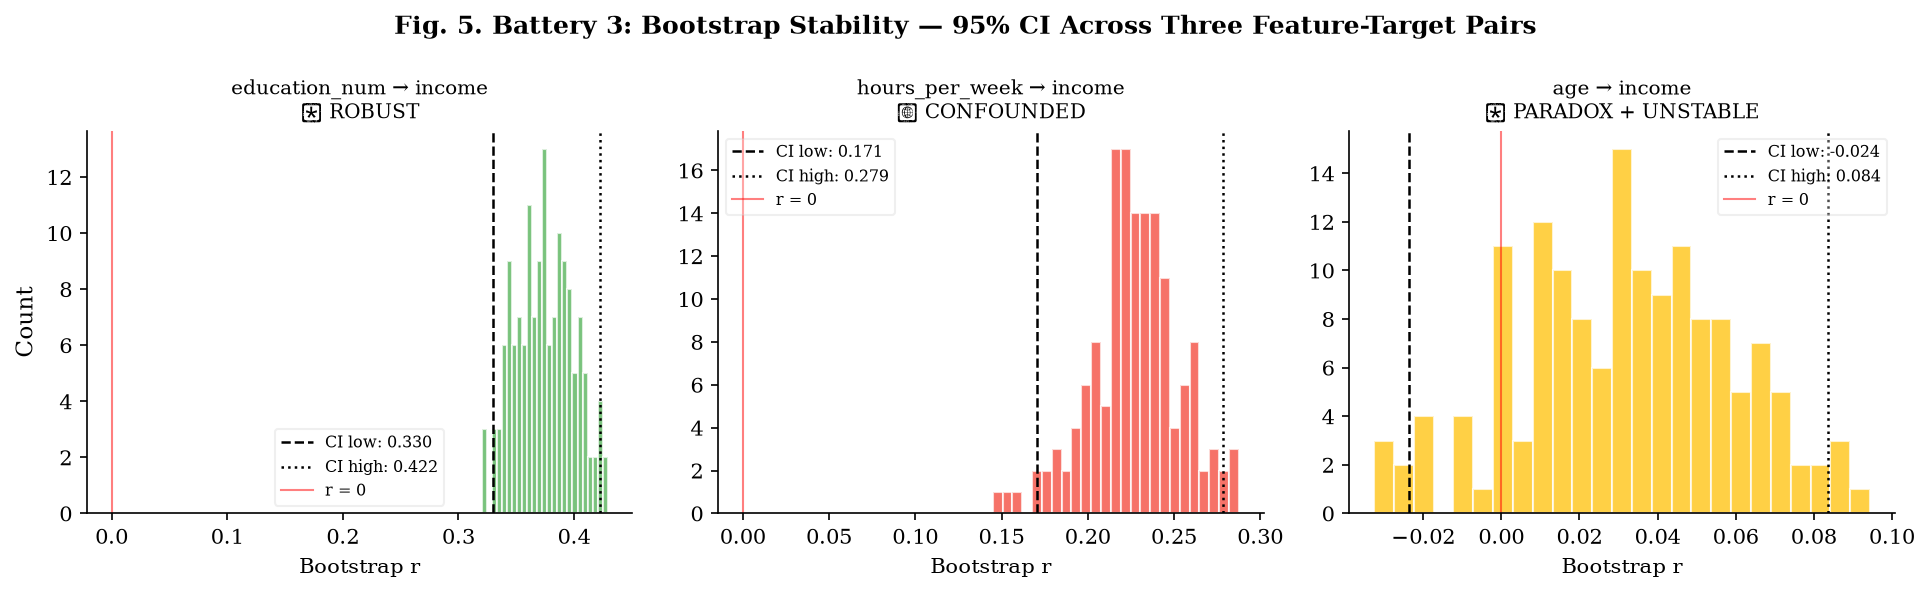 Fig. 5. Battery 3: Bootstrap Stability — 95% CI Across Three Feature-Target Pairs
education_num → income
ROBUST
Count
12
10
8
6
4
2
0
CI low: 0.330
CI high: 0.422
r = 0
0.0 0.1 0.2 0.3 0.4
Bootstrap r
hours_per_week → income
CONFOUNDED
16
14
12
10
8
6
4
2
0
CI low: 0.171
CI high: 0.279
r = 0
0.00 0.05 0.10 0.15 0.20 0.25 0.30
Bootstrap r
age → income
PARADOX + UNSTABLE
14
12
10
8
6
4
2
0
CI low: -0.024
CI high: 0.084
r = 0
−0.02 0.00 0.02 0.04 0.06 0.08 0.10
Bootstrap r